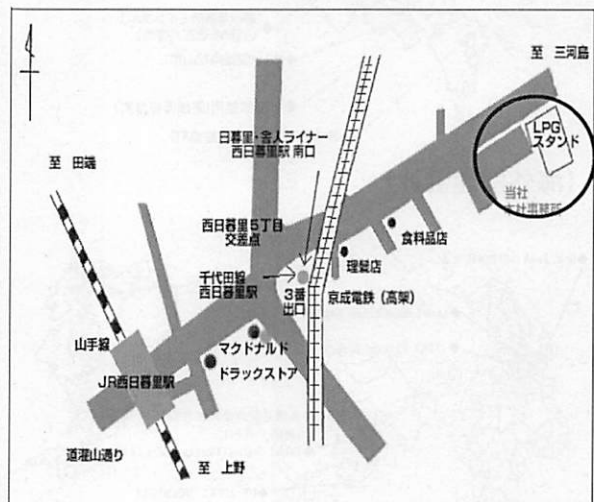 至 三河島
LPG
スタンド
日暮里・舎人ライナー
西日暮里駅 南口
至 田端
当社
本社事務所
西日暮里5丁目
交差点
食料品店
理髪店
千代田線
西日暮里駅
3番
出口
京成電鉄（高架）
山手線
マクドナルド
JR西日暮里駅
ドラックストア
道灌山通り
至 上野